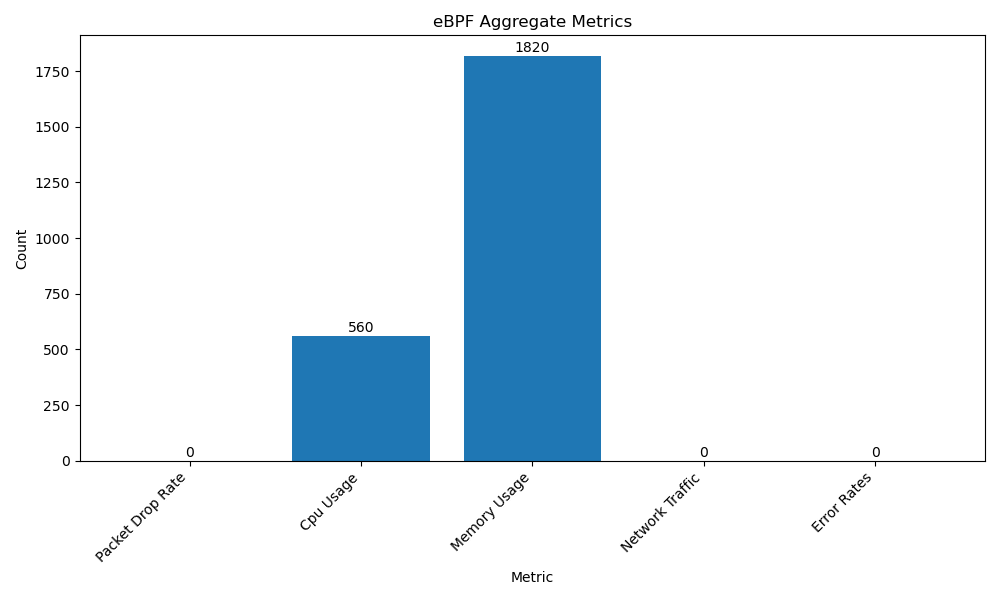 eBPF Aggregate Metrics
1820
1750
1500
1250
1000
750
560
500
250
0
0
0
0
Count
Packet Drop Rate
Cpu Usage
Memory Usage
Network Traffic
Error Rates
Metric